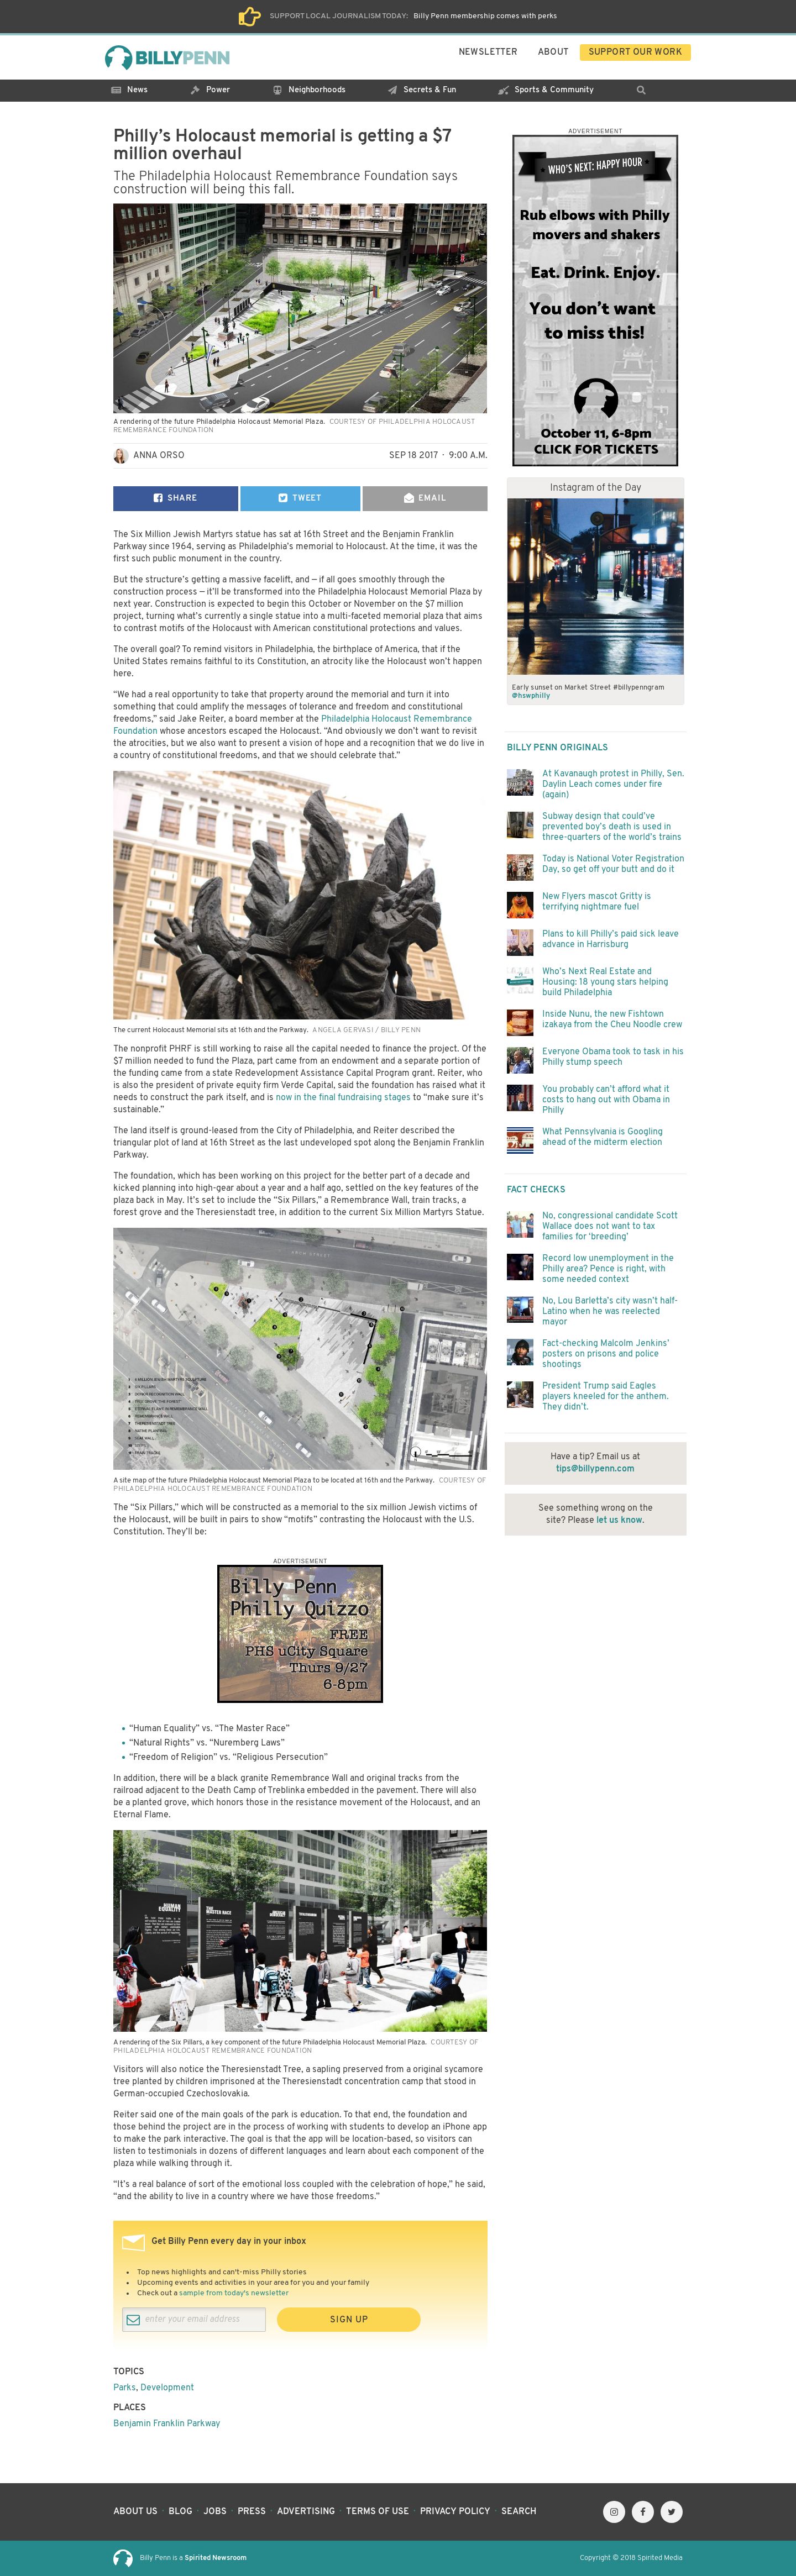 SUPPORT LOCAL JOURNALISM TODAY: Billy Penn membership comes with perks
BILLYPENN
NEWSLETTER ABOUT SUPPORT OUR WORK
News Power Neighborhoods Secrets & Fun Sports & Community
Philly's Holocaust memorial is getting a $7
million overhaul
The Philadelphia Holocaust Remembrance Foundation says
construction will being this fall.
A rendering of the future Philadelphia Holocaust Memorial Plaza. COURTESY OF PHILADELPHIA HOLOCAUST
REMEMBRANCE FOUNDATION
ANNA ORSO SEP 18 2017 · 9:00 A.M.
SHARE TWEET EMAIL
The Six Million Jewish Martyrs statue has sat at 16th Street and the Benjamin Franklin
Parkway since 1964, serving as Philadelphia's memorial to Holocaust. At the time, it was the
first such public monument in the country.
But the structure's getting a massive facelift, and — if all goes smoothly through the
construction process — it'll be transformed into the Philadelphia Holocaust Memorial Plaza by
next year. Construction is expected to begin this October or November on the $7 million
project, turning what's currently a single statue into a multi-faceted memorial plaza that aims
to contrast motifs of the Holocaust with American constitutional protections and values.
The overall goal? To remind visitors in Philadelphia, the birthplace of America, that if the
United States remains faithful to its Constitution, an atrocity like the Holocaust won't happen
here.
“We had a real opportunity to take that property around the memorial and turn it into
something that could amplify the messages of tolerance and freedom and constitutional
freedoms,” said Jake Reiter, a board member at the Philadelphia Holocaust Remembrance
Foundation whose ancestors escaped the Holocaust. “And obviously we don't want to revisit
the atrocities, but we also want to present a vision of hope and a recognition that we do live in
a country of constitutional freedoms, and that we should celebrate that.”
The current Holocaust Memorial sits at 16th and the Parkway. ANGELA GERVASI / BILLY PENN
The nonprofit PHRF is still working to raise all the capital needed to finance the project. Of the
$7 million needed to fund the Plaza, part came from an endowment and a separate portion of
the funding came from a state Redevelopment Assistance Capital Program grant. Reiter, who
is also the president of private equity firm Verde Capital, said the foundation has raised what it
needs to construct the park itself, and is now in the final fundraising stages to “make sure it's
sustainable.”
The land itself is ground-leased from the City of Philadelphia, and Reiter described the
triangular plot of land at 16th Street as the last undeveloped spot along the Benjamin Franklin
Parkway.
The foundation, which has been working on this project for the better part of a decade and
kicked planning into high-gear about a year and a half ago, settled on the key features of the
plaza back in May. It's set to include the “Six Pillars,” a Remembrance Wall, train tracks, a
forest grove and the Theresienstadt tree, in addition to the current Six Million Martyrs Statue.
A site map of the future Philadelphia Holocaust Memorial Plaza to be located at 16th and the Parkway. COURTESY OF
PHILADELPHIA HOLOCAUST REMEMBRANCE FOUNDATION
The “Six Pillars,” which will be constructed as a memorial to the six million Jewish victims of
the Holocaust, will be built in pairs to show “motifs” contrasting the Holocaust with the U.S.
Constitution. They'll be:
ADVERTISEMENT
Billy Penn
Philly Quizzo
FREE
PHS uCity Square
Thurs 9/27
6-8pm
“Human Equality” vs. “The Master Race”
“Natural Rights” vs. “Nuremberg Laws”
“Freedom of Religion” vs. “Religious Persecution”
In addition, there will be a black granite Remembrance Wall and original tracks from the
railroad adjacent to the Death Camp of Treblinka embedded in the pavement. There will also
be a planted grove, which honors those in the resistance movement of the Holocaust, and an
Eternal Flame.
HUMAN
EQUALITY
THE
MASTER RACE
A rendering of the Six Pillars, a key component of the future Philadelphia Holocaust Memorial Plaza. COURTESY OF
PHILADELPHIA HOLOCAUST REMEMBRANCE FOUNDATION
Visitors will also notice the Theresienstadt Tree, a sapling preserved from a original sycamore
tree planted by children imprisoned at the Theresienstadt concentration camp that stood in
German-occupied Czechoslovakia.
Reiter said one of the main goals of the park is education. To that end, the foundation and
those behind the project are in the process of working with students to develop an iPhone app
to make the park interactive. The goal is that the app will be location-based, so visitors can
listen to testimonials in dozens of different languages and learn about each component of the
plaza while walking through it.
“It's a real balance of sort of the emotional loss coupled with the celebration of hope,” he said,
“and the ability to live in a country where we have those freedoms.”
Get Billy Penn every day in your inbox
Top news highlights and can't-miss Philly stories
Upcoming events and activities in your area for you and your family
Check out a sample from today's newsletter
enter your email address SIGN UP
TOPICS
Parks, Development
PLACES
Benjamin Franklin Parkway
ADVERTISEMENT
WHO'S NEXT: HAPPY HOUR
Rub elbows with Philly
movers and shakers
Eat. Drink. Enjoy.
You don't want
to miss this!
October 11, 6-8pm
CLICK FOR TICKETS
Instagram of the Day
Early sunset on Market Street #billypenngram
@hswphilly
BILLY PENN ORIGINALS
At Kavanaugh protest in Philly, Sen.
Daylin Leach comes under fire
(again)
Subway design that could've
prevented boy's death is used in
three-quarters of the world's trains
Today is National Voter Registration
Day, so get off your butt and do it
New Flyers mascot Gritty is
terrifying nightmare fuel
Plans to kill Philly's paid sick leave
advance in Harrisburg
Who's Next Real Estate and
Housing: 18 young stars helping
build Philadelphia
Inside Nunu, the new Fishtown
izakaya from the Cheu Noodle crew
Everyone Obama took to task in his
Philly stump speech
You probably can't afford what it
costs to hang out with Obama in
Philly
What Pennsylvania is Googling
ahead of the midterm election
FACT CHECKS
No, congressional candidate Scott
Wallace does not want to tax
families for 'breeding'
Record low unemployment in the
Philly area? Pence is right, with
some needed context
No, Lou Barletta's city wasn't half-
Latino when he was reelected
mayor
Fact-checking Malcolm Jenkins'
posters on prisons and police
shootings
President Trump said Eagles
players kneeled for the anthem.
They didn't.
Have a tip? Email us at
tips@billypenn.com
See something wrong on the
site? Please let us know.
ABOUT US · BLOG · JOBS · PRESS · ADVERTISING · TERMS OF USE · PRIVACY POLICY · SEARCH
Billy Penn is a Spirited Newsroom Copyright © 2018 Spirited Media